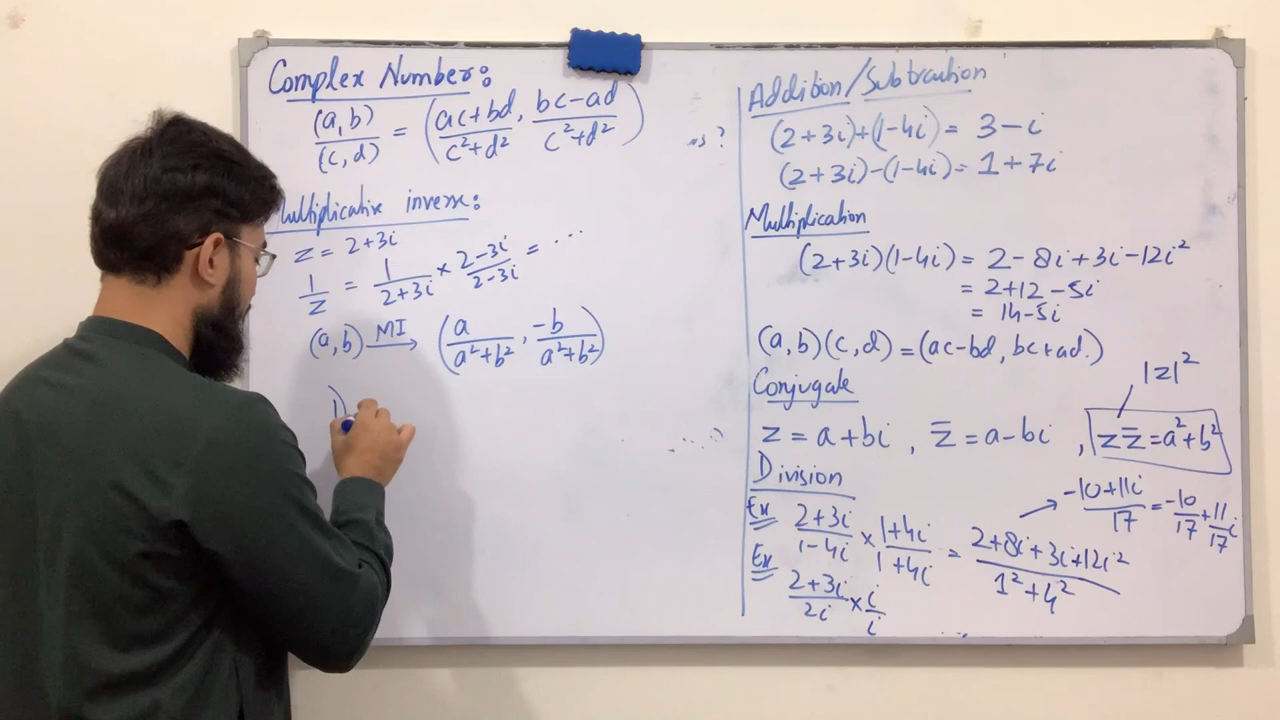 Complex Number:
(a,b)/(c,d) = (ac+bd/c²+d², bc-ad/c²+d²)
Multiplicative inverse:
z = 2+3i
1/z = 1/2+3i × 2-3i/2-3i = ...
(a,b) MI → (a/a²+b², -b/a²+b²)
1)
Addition/Subtraction
(2+3i)+(1-4i) = 3-i
(2+3i)-(1-4i) = 1+7i
Multiplication
(2+3i)(1-4i) = 2-8i+3i-12i²
= 2+12-5i
= 14-5i
(a,b)(c,d) = (ac-bd, bc+ad)
Conjugate
|z|²
z = a+bi , z̄ = a-bi , zz̄ = a²+b²
Division
Ex 2+3i/1-4i × 1+4i/1+4i = 2+8i+3i+12i²/1²+4² → -10+11i/17 = -10/17+11/17i
Ex 2+3i/2i × i/i